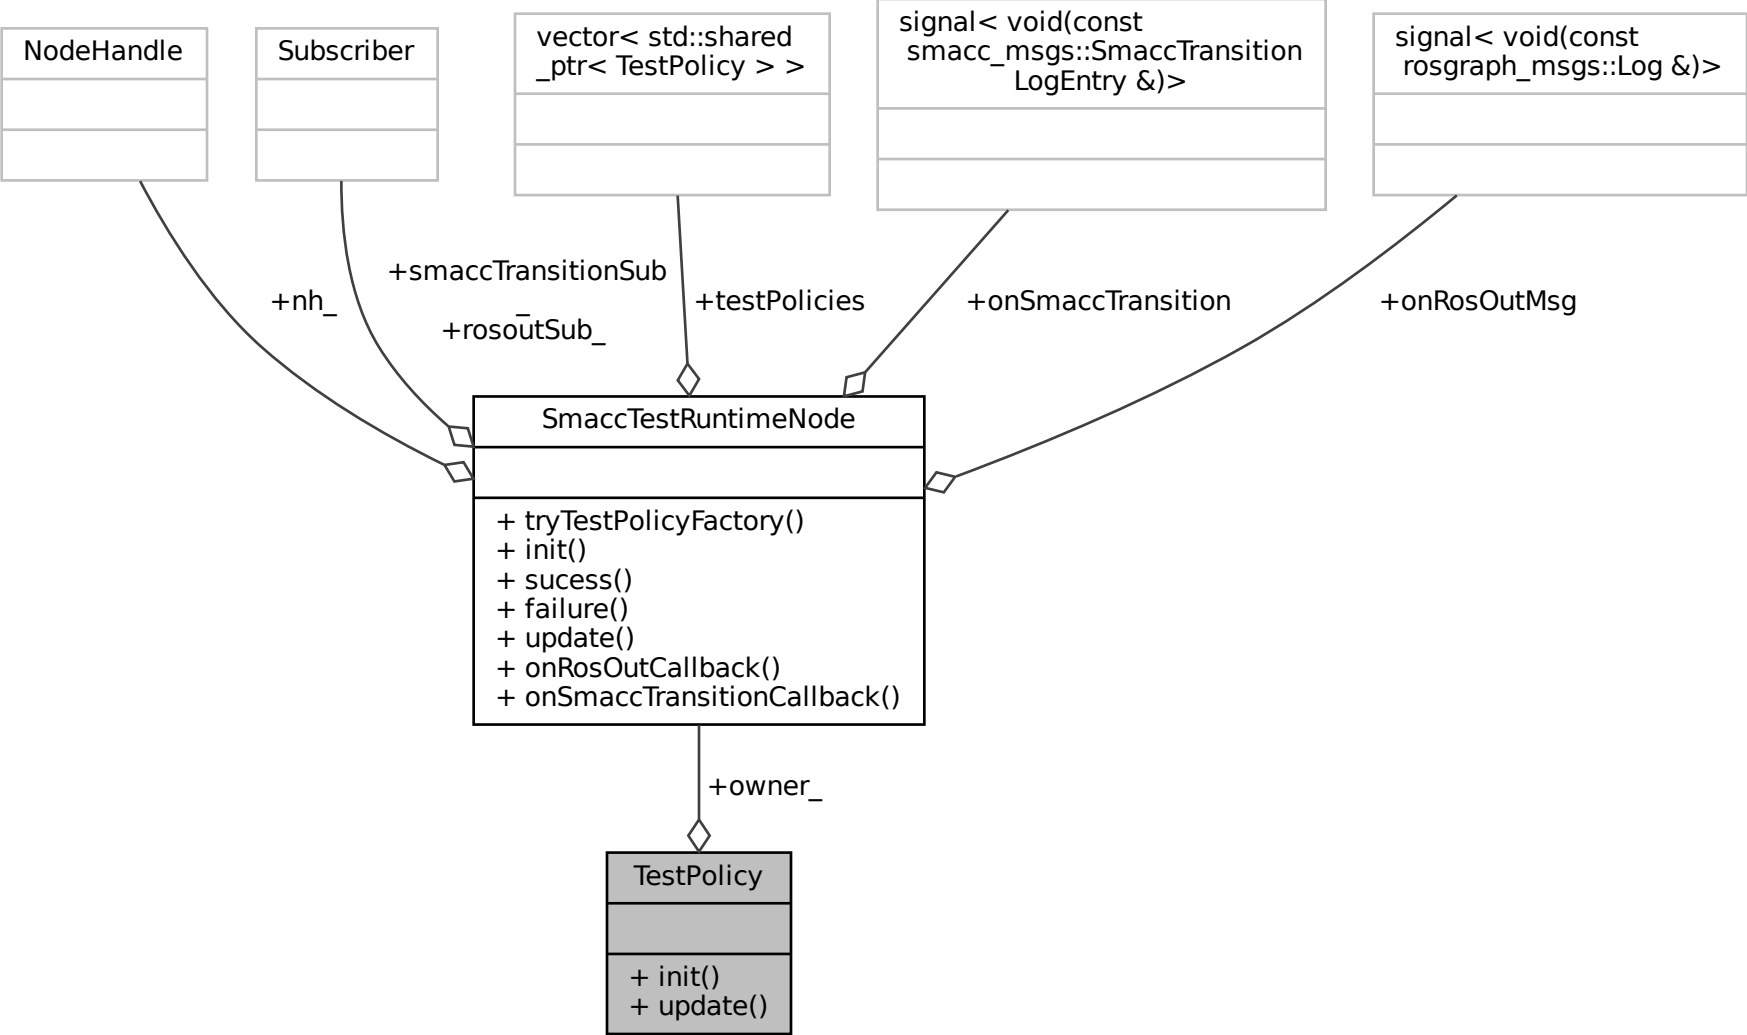 NodeHandle
Subscriber
vector< std::shared
_ptr< TestPolicy > >
signal< void(const
smacc_msgs::SmaccTransition
LogEntry &)>
signal< void(const
rosgraph_msgs::Log &)>
+nh_
+smaccTransitionSub
_
+rosoutSub_
+testPolicies
+onSmaccTransition
+onRosOutMsg
SmaccTestRuntimeNode
+ tryTestPolicyFactory()
+ init()
+ sucess()
+ failure()
+ update()
+ onRosOutCallback()
+ onSmaccTransitionCallback()
+owner_
TestPolicy
+ init()
+ update()